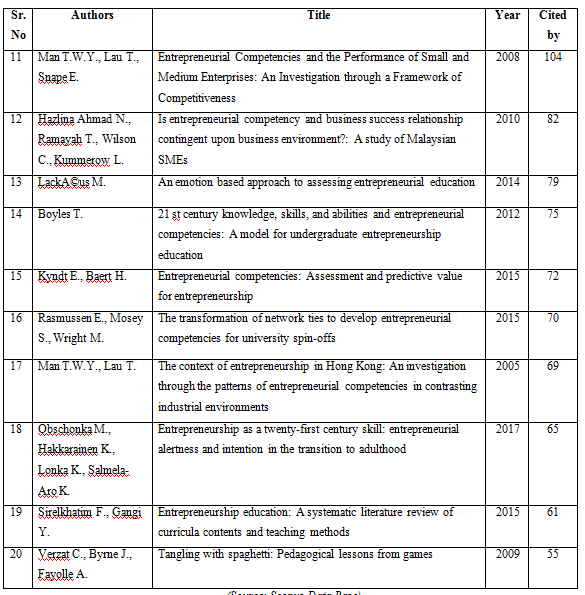 Sr. No Authors Title Year Cited by
11 Man T.W.Y., Lau T., Entrepreneurial Competencies and the Performance of Small and 2008 104
Snape E. Medium Enterprises: An Investigation through a Framework of
Competitiveness
12 Hazlina Ahmad N., Is entrepreneurial competency and business success relationship 2010 82
Ramayah T., Wilson contingent upon business environment?: A study of Malaysian
C., Kummerow L. SMEs
13 LackA©us M. An emotion based approach to assessing entrepreneurial education 2014 79
14 Boyles T. 21 st century knowledge, skills, and abilities and entrepreneurial 2012 75
competencies: A model for undergraduate entrepreneurship
education
15 Kyndt E., Baert H. Entrepreneurial competencies: Assessment and predictive value 2015 72
for entrepreneurship
16 Rasmussen E., Mosey The transformation of network ties to develop entrepreneurial 2015 70
S., Wright M. competencies for university spin-offs
17 Man T.W.Y., Lau T. The context of entrepreneurship in Hong Kong: An investigation 2005 69
through the patterns of entrepreneurial competencies in contrasting
industrial environments
18 Obschonka M., Entrepreneurship as a twenty-first century skill: entrepreneurial 2017 65
Hakkarainen K., alertness and intention in the transition to adulthood
Lonka K., Salmela-
Aro K.
19 Sirelkhatim F., Gangi Entrepreneurship education: A systematic literature review of 2015 61
Y. curricula contents and teaching methods
20 Verzat C., Byrne J., Tangling with spaghetti: Pedagogical lessons from games 2009 55
Fayolle A.